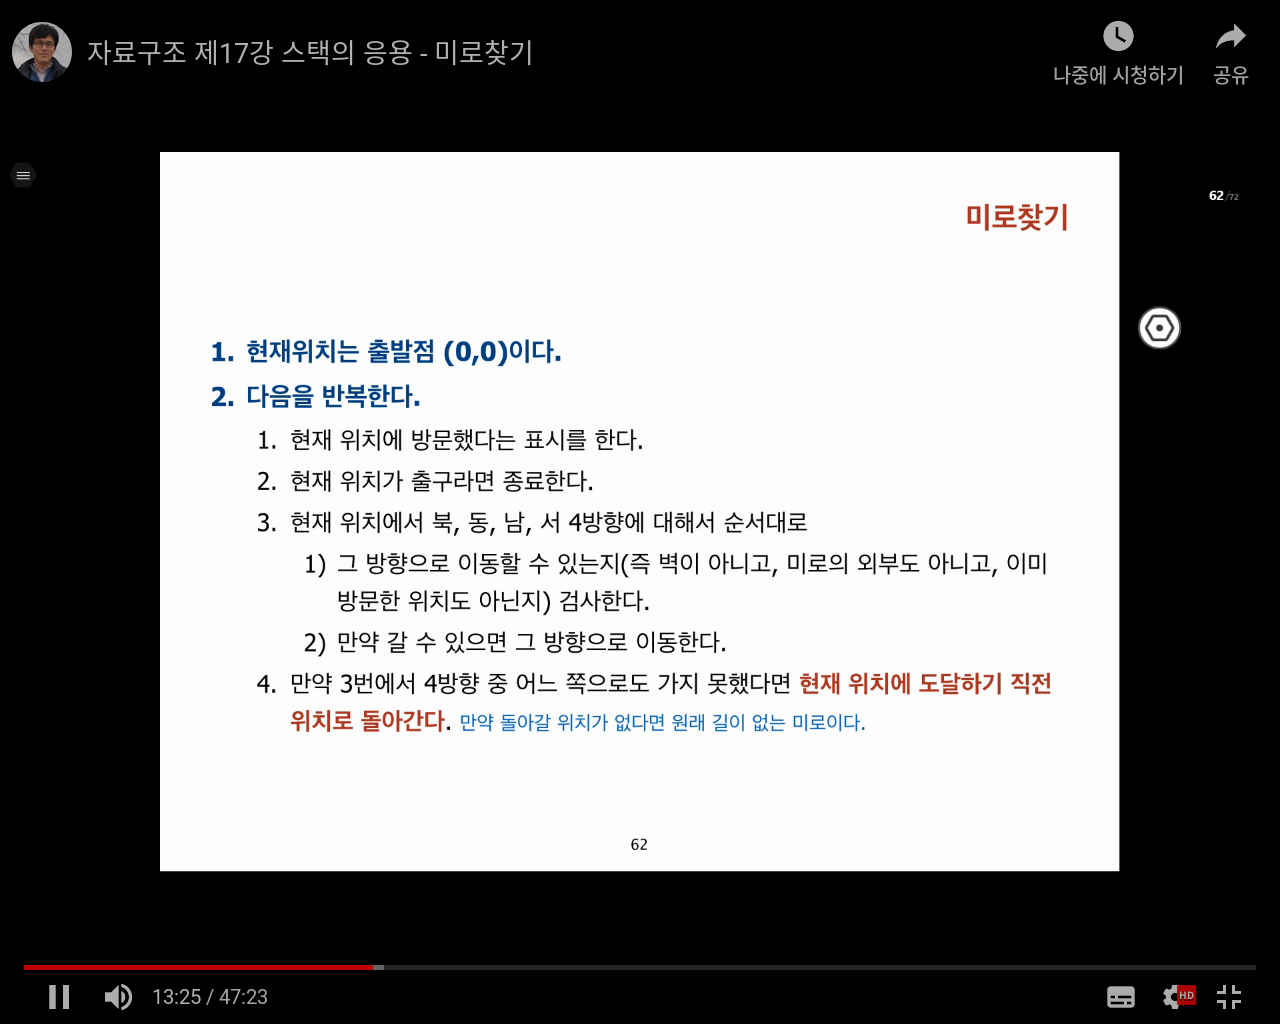 자료구조 제17강 스택의 응용 - 미로찾기
나중에 시청하기
공유
62/72
미로찾기
1. 현재위치는 출발점 (0,0)이다.
2. 다음을 반복한다.
1. 현재 위치에 방문했다는 표시를 한다.
2. 현재 위치가 출구라면 종료한다.
3. 현재 위치에서 북, 동, 남, 서 4방향에 대해서 순서대로
1) 그 방향으로 이동할 수 있는지(즉 벽이 아니고, 미로의 외부도 아니고, 이미
방문한 위치도 아닌지) 검사한다.
2) 만약 갈 수 있으면 그 방향으로 이동한다.
4. 만약 3번에서 4방향 중 어느 쪽으로도 가지 못했다면 현재 위치에 도달하기 직전
위치로 돌아간다. 만약 돌아갈 위치가 없다면 원래 길이 없는 미로이다.
62
13:25 / 47:23
HD